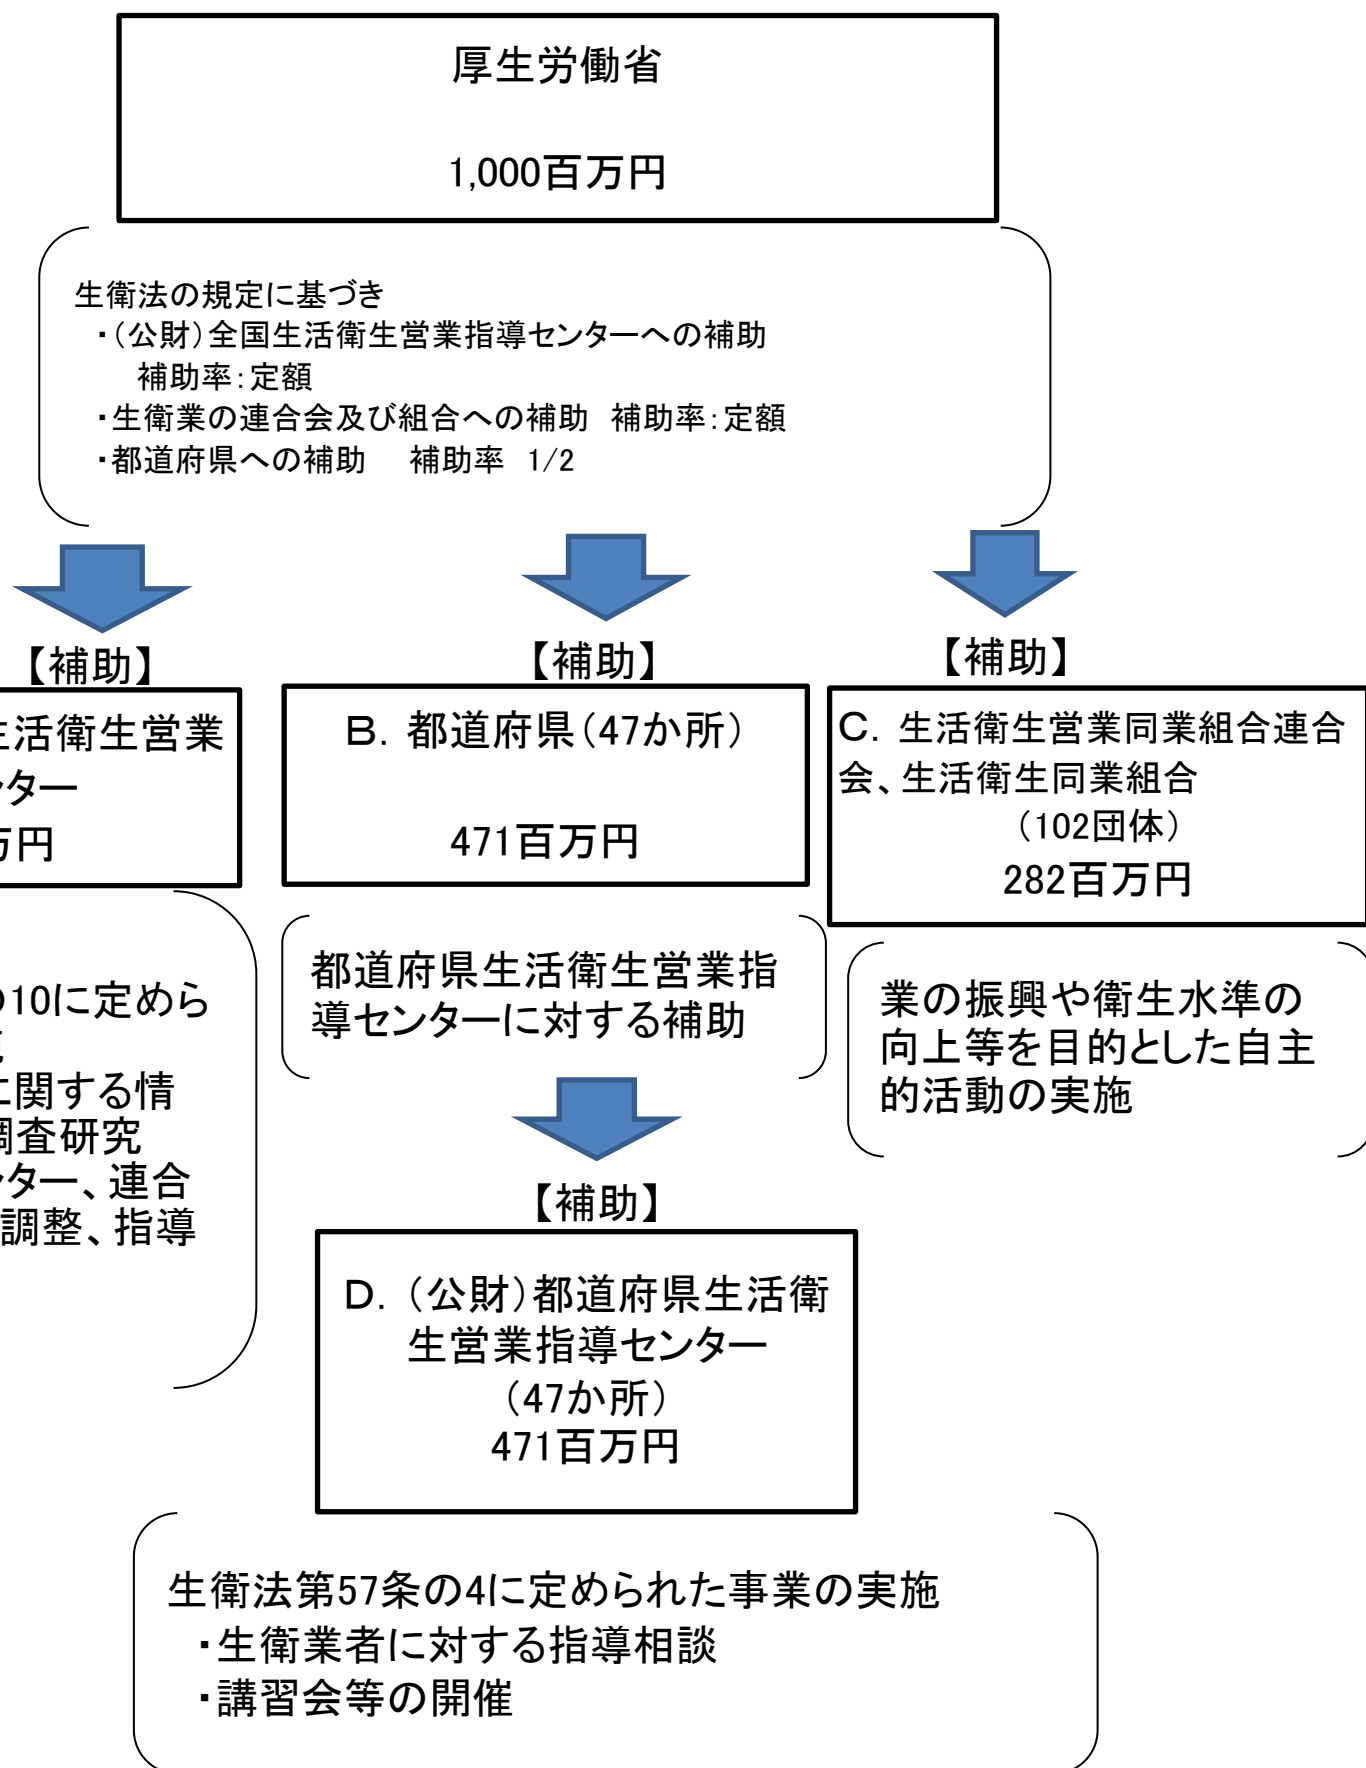 厚生労働省
1,000百万円
生衛法の規定に基づき
・(公財)全国生活衛生営業指導センターへの補助
補助率:定額
・生衛業の連合会及び組合への補助 補助率:定額
・都道府県への補助 補助率 1/2
【補助】
【補助】
【補助】
生活衛生営業
ンター
万円
B. 都道府県(47か所)
471百万円
C. 生活衛生営業同業組合連合
会、生活衛生同業組合
(102団体)
282百万円
の10に定めら
に関する情
調査研究
ンター、連合
調整、指導
都道府県生活衛生営業指
導センターに対する補助
業の振興や衛生水準の
向上等を目的とした自主
的活動の実施
【補助】
D. (公財)都道府県生活衛
生営業指導センター
(47か所)
471百万円
生衛法第57条の4に定められた事業の実施
・生衛業者に対する指導相談
・講習会等の開催